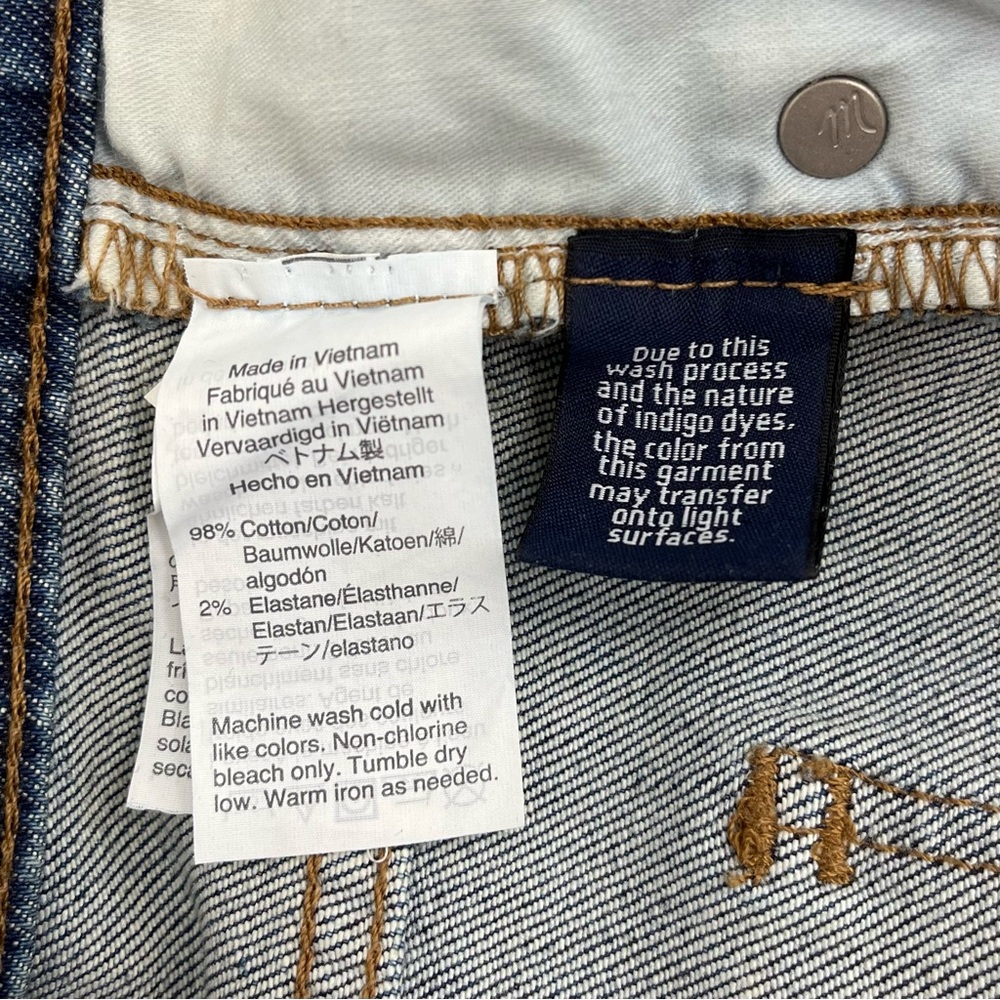 m
Made in Vietnam
Fabriqué au Vietnam
in Vietnam Hergestellt
Vervaardigd in Viëtnam
ベトナム製
Hecho en Vietnam
98% Cotton/Coton/
Baumwolle/Katoen/綿/
algodón
2% Elastane/Élasthanne/
Elastan/Elastaan/エラス
テーン/elastano
Machine wash cold with
like colors. Non-chlorine
bleach only. Tumble dry
low. Warm iron as needed.
Due to this
wash process
and the nature
of indigo dyes,
the color from
this garment
may transfer
onto light
surfaces.